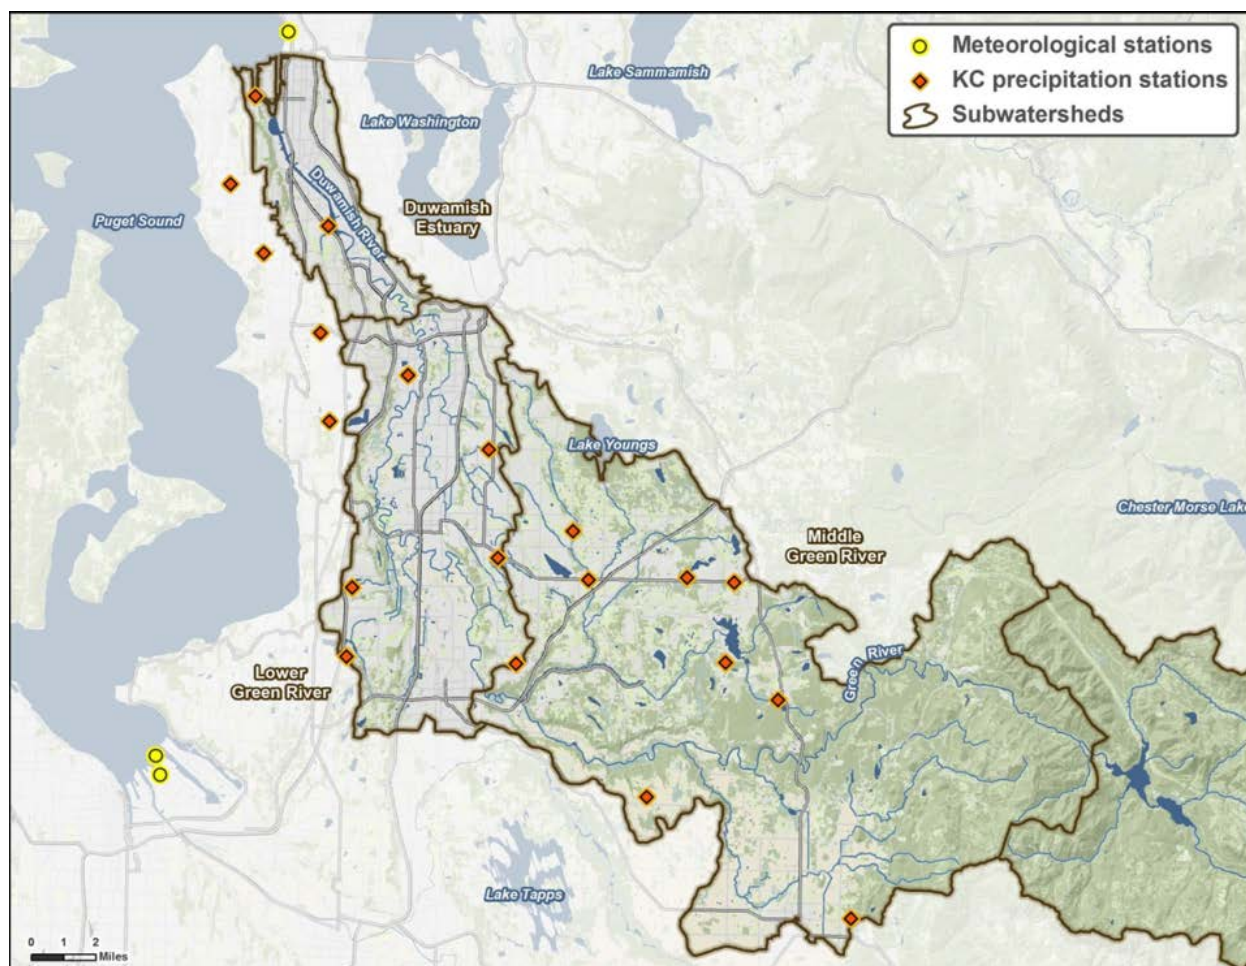 Meteorological stations
KC precipitation stations
Subwatersheds
Lake Sammamish
Lake Washington
Puget Sound
Duwamish River
Duwamish
Estuary
Lake Youngs
Chester Morse Lake
Middle
Green River
Green River
Lower
Green River
Lake Tapps
0 1 2
Miles